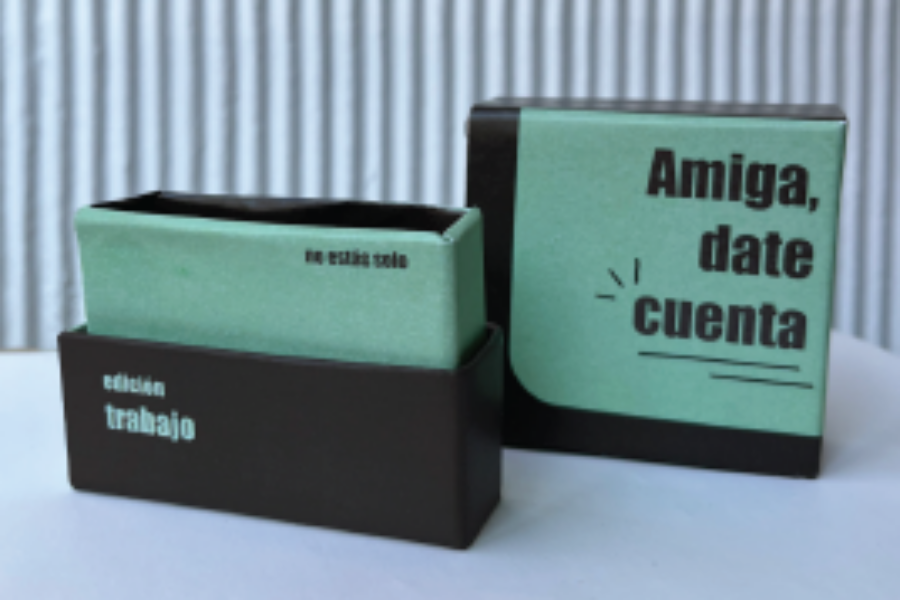 no estás solo
edición
trabajo
Amiga,
date
cuenta